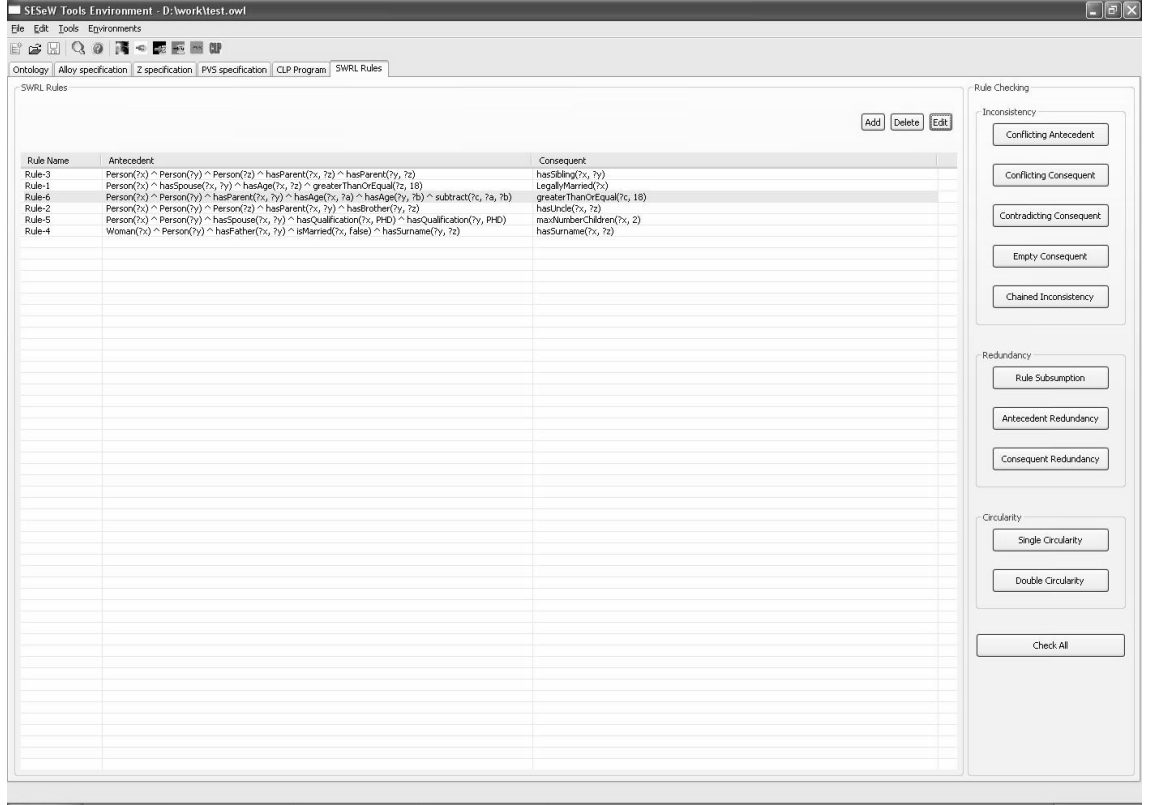 SESeW Tools Environment - D:\work\test.owl
File Edit Tools Environments
CLP
Ontology Alloy specification Z specification PVS specification CLP Program SWRL Rules
SWRL Rules
Add Delete Edit
Rule Name Antecedent Consequent
Rule-3 Person(?x) ^ Person(?y) ^ Person(?z) ^ hasParent(?x, ?z) ^ hasParent(?y, ?z) hasSibling(?x, ?y)
Rule-1 Person(?x) ^ hasSpouse(?x, ?y) ^ hasAge(?x, ?z) ^ greaterThanOrEqual(?z, 18) LegallyMarried(?x)
Rule-6 Person(?x) ^ Person(?y) ^ hasParent(?x, ?y) ^ hasAge(?x, ?a) ^ hasAge(?y, ?b) ^ subtract(?c, ?a, ?b) greaterThanOrEqual(?c, 18)
Rule-2 Person(?x) ^ Person(?y) ^ Person(?z) ^ hasParent(?x, ?y) ^ hasBrother(?y, ?z) hasUncle(?x, ?z)
Rule-5 Person(?x) ^ Person(?y) ^ hasSpouse(?x, ?y) ^ hasQualification(?x, PHD) ^ hasQualification(?y, PHD) maxNumberChildren(?x, 2)
Rule-4 Woman(?x) ^ Person(?y) ^ hasFather(?x, ?y) ^ isMarried(?x, false) ^ hasSurname(?y, ?z) hasSurname(?x, ?z)
Rule Checking
Inconsistency
Conflicting Antecedent
Conflicting Consequent
Contradicting Consequent
Empty Consequent
Chained Inconsistency
Redundancy
Rule Subsumption
Antecedent Redundancy
Consequent Redundancy
Circularity
Single Circularity
Double Circularity
Check All